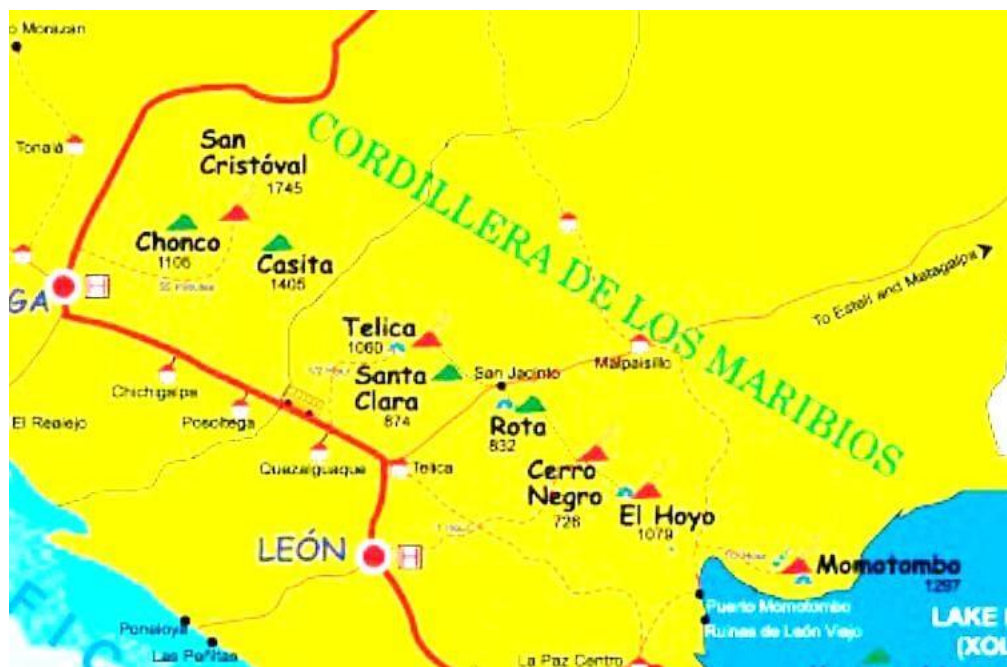 Morazán
Tonalá
San
Cristóval
1745
Chonco
1105
Casita
1405
GA
CORDILLERA DE LOS MARIBIOS
To Estelí and Matagalpa
Telica
1060
Santa
Clara
874
San Jacinto
Malpaisillo
Rota
832
Cerro
Negro
728
El Hoyo
1079
Chichigalpa
El Realejo
Posoltega
Quazalguaque
Telica
LEÓN
Momotombo
1297
Puerto Momotombo
Ruinas de León Viejo
LAKE
(XOL
Poneloya
Las Peñitas
La Paz Centro
F I C